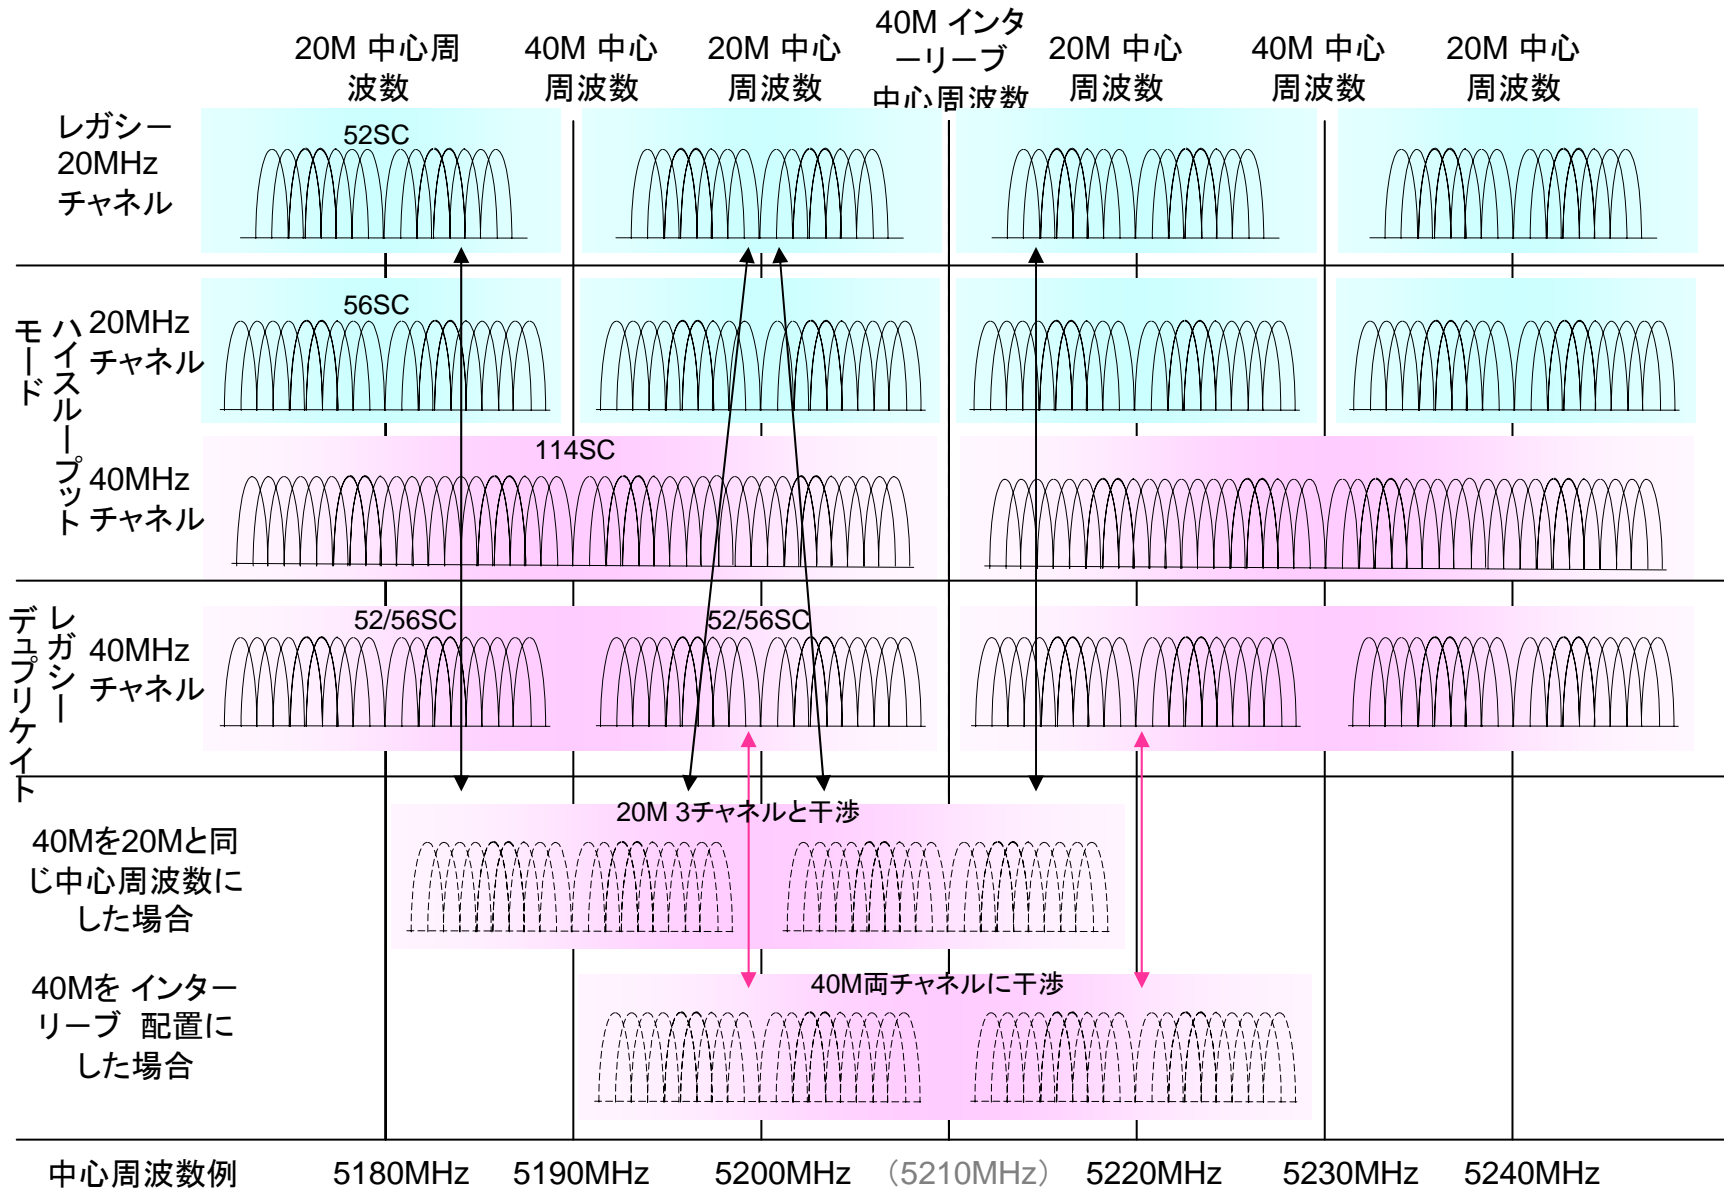 20M 中心周
波数
40M 中心
周波数
20M 中心
周波数
40M インタ
ーリーブ
中心周波数
20M 中心
周波数
40M 中心
周波数
20M 中心
周波数
レガシー
20MHz
チャネル
52SC
ハイスループット
モード
20MHz
チャネル
56SC
40MHz
チャネル
114SC
レガシー
デュプリケイト
40MHz
チャネル
52/56SC
52/56SC
40Mを20Mと同
じ中心周波数に
した場合
20M 3チャネルと干渉
40Mを インター
リーブ 配置に
した場合
40M両チャネルに干渉
中心周波数例
5180MHz
5190MHz
5200MHz
（5210MHz）
5220MHz
5230MHz
5240MHz